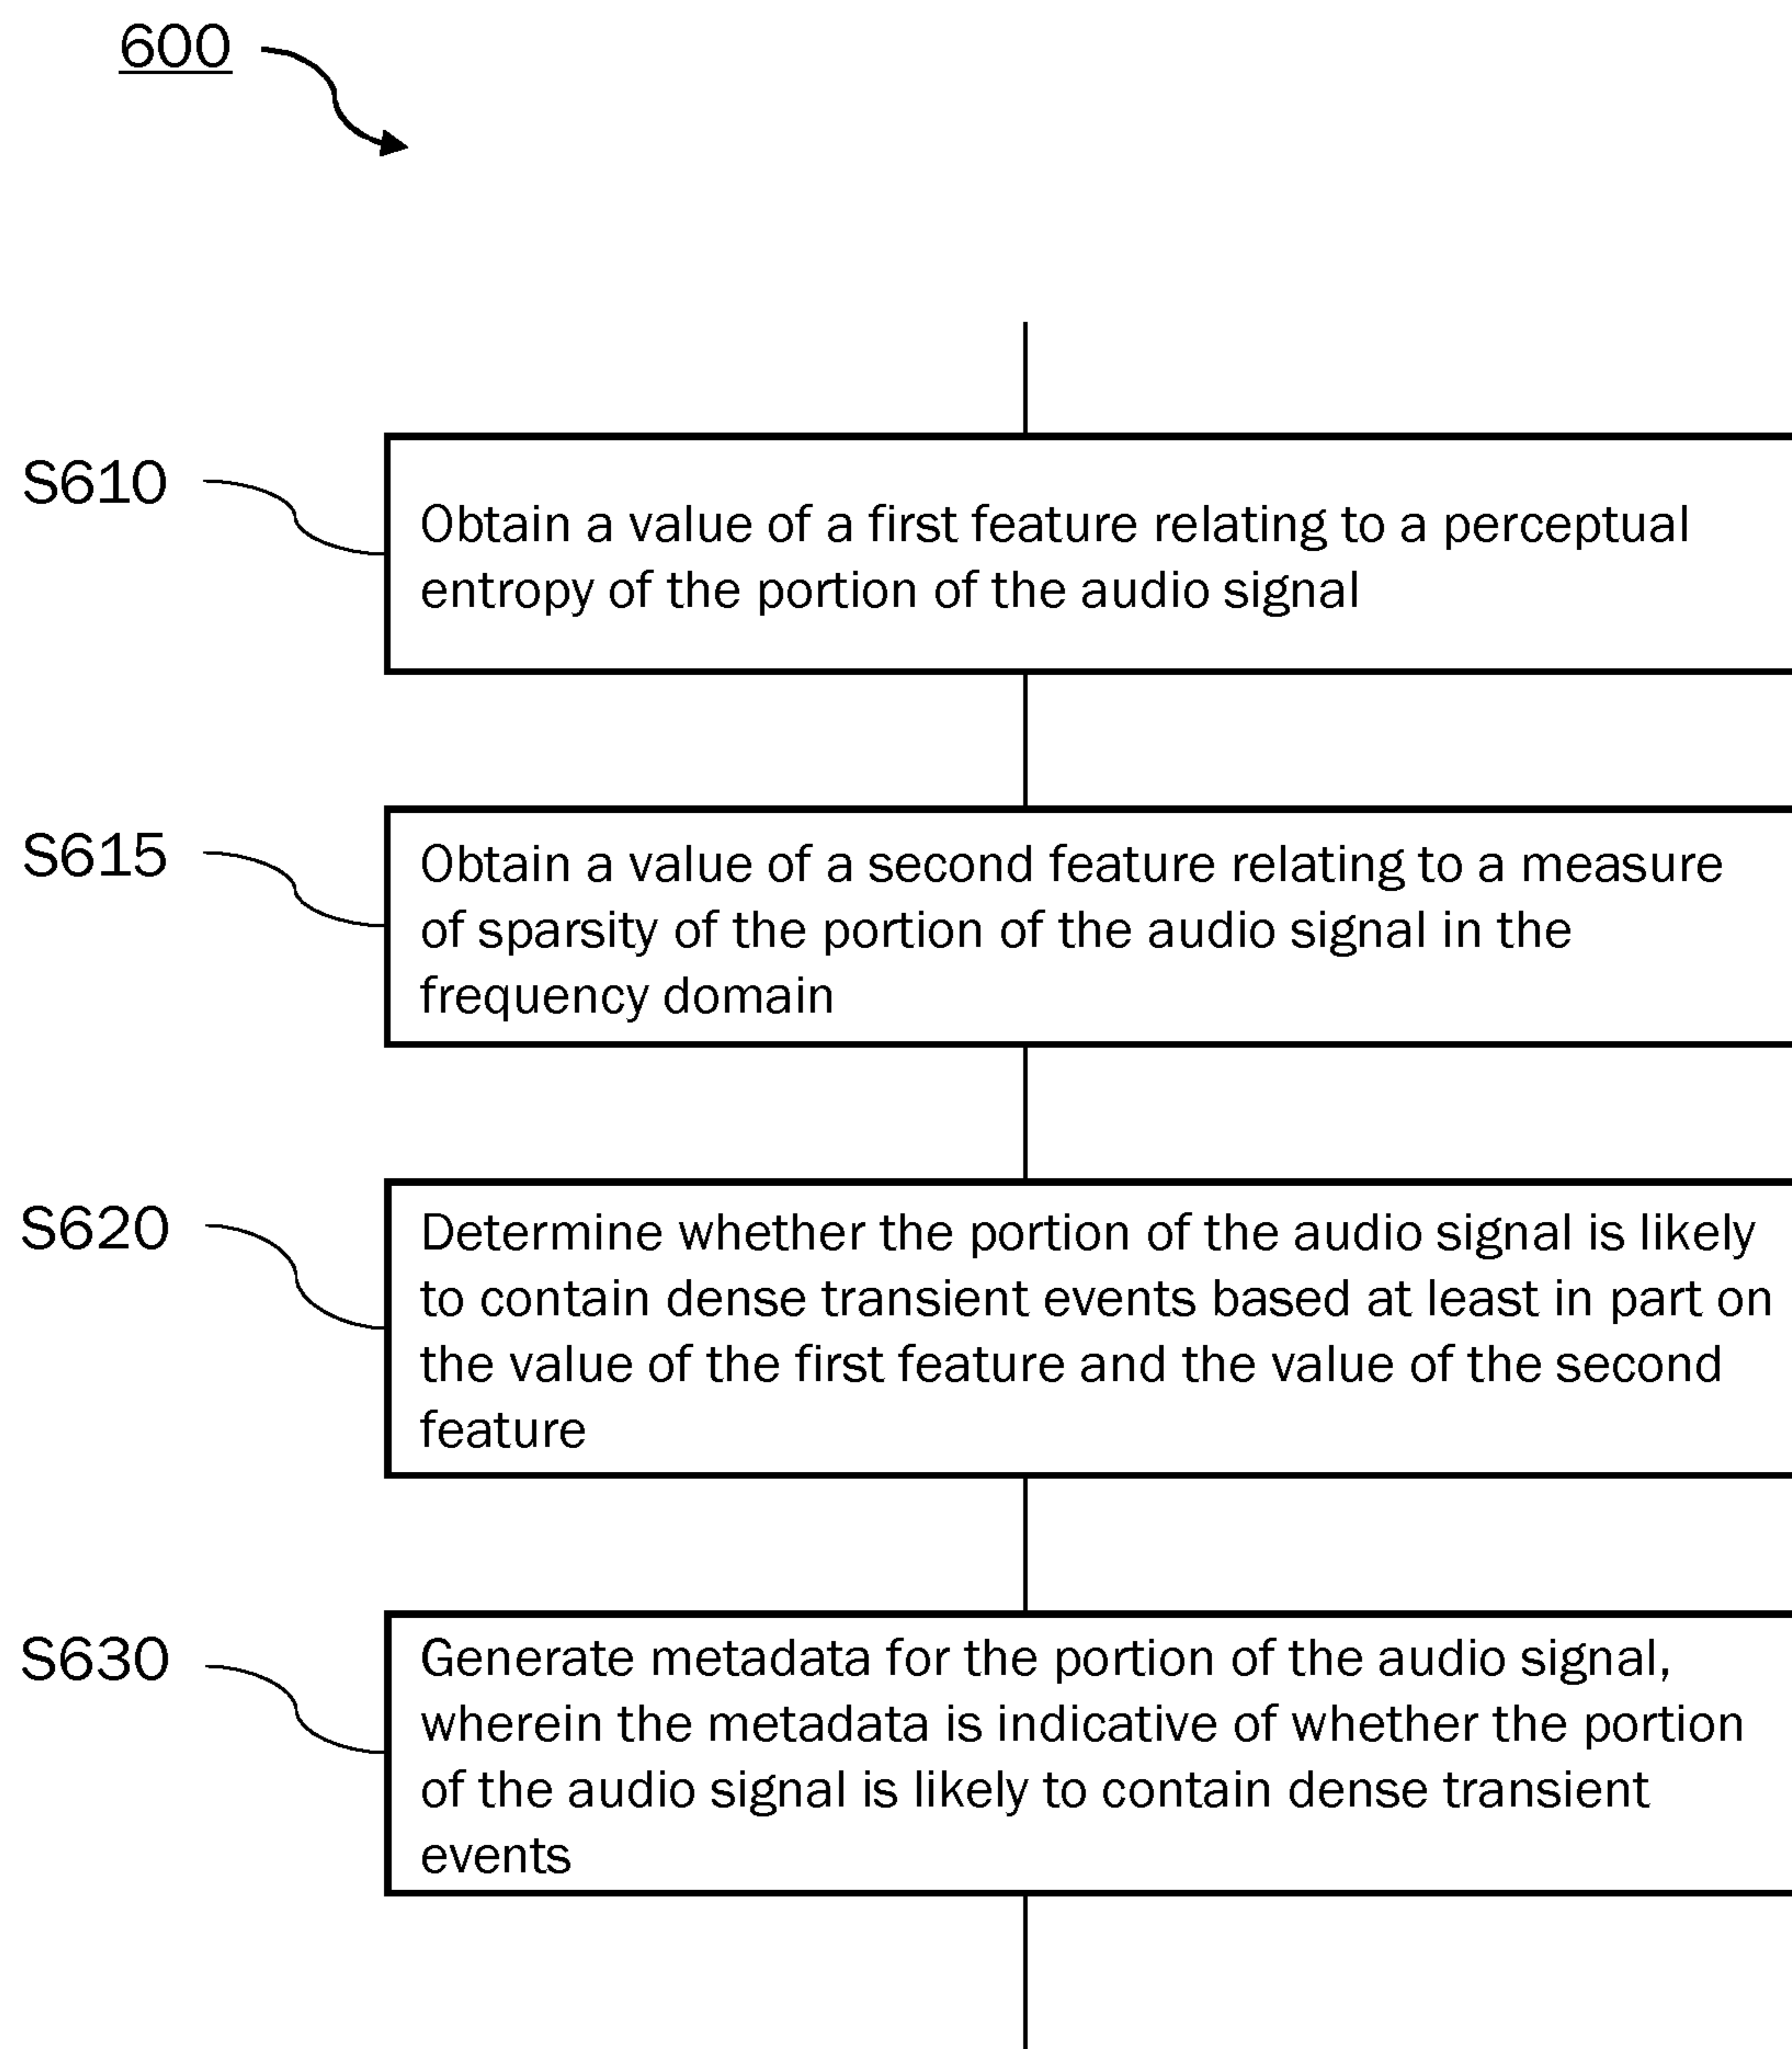 600
S610
Obtain a value of a first feature relating to a perceptual
entropy of the portion of the audio signal
S615
Obtain a value of a second feature relating to a measure
of sparsity of the portion of the audio signal in the
frequency domain
S620
Determine whether the portion of the audio signal is likely
to contain dense transient events based at least in part on
the value of the first feature and the value of the second
feature
S630
Generate metadata for the portion of the audio signal,
wherein the metadata is indicative of whether the portion
of the audio signal is likely to contain dense transient
events